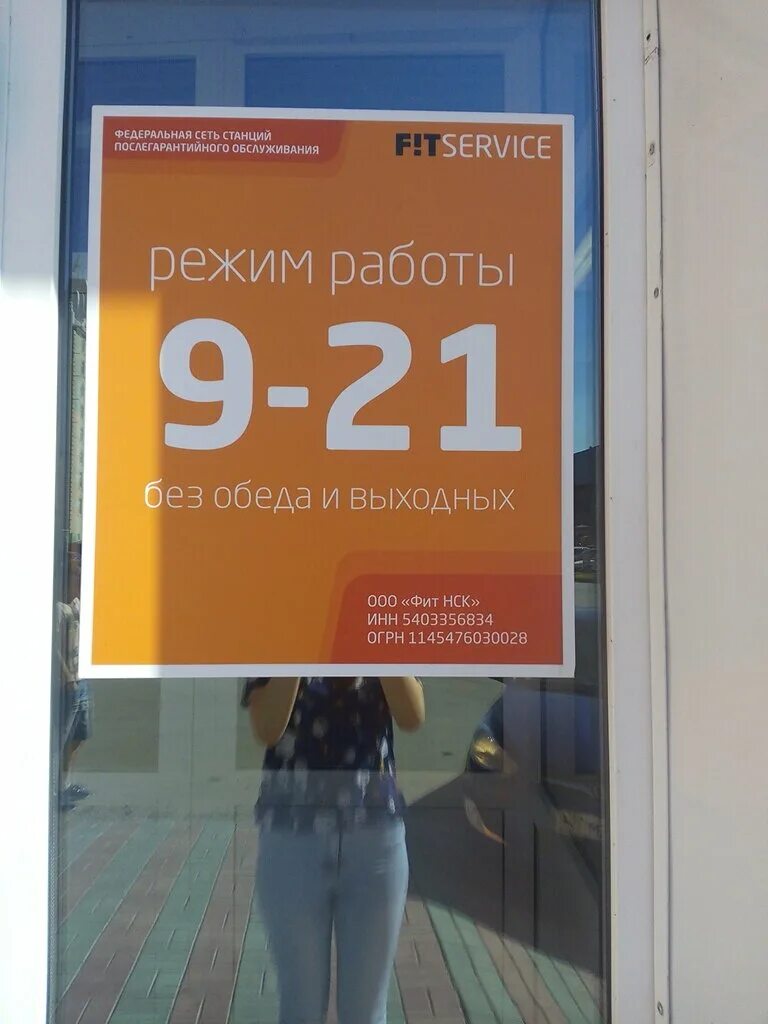 ФЕДЕРАЛЬНАЯ СЕТЬ СТАНЦИЙ
ПОСЛЕГАРАНТИЙНОГО ОБСЛУЖИВАНИЯ
F!TSERVICE
режим работы
9-21
без обеда и выходных
ООО «Фит НСК»
ИНН 5403356834
ОГРН 1145476030028